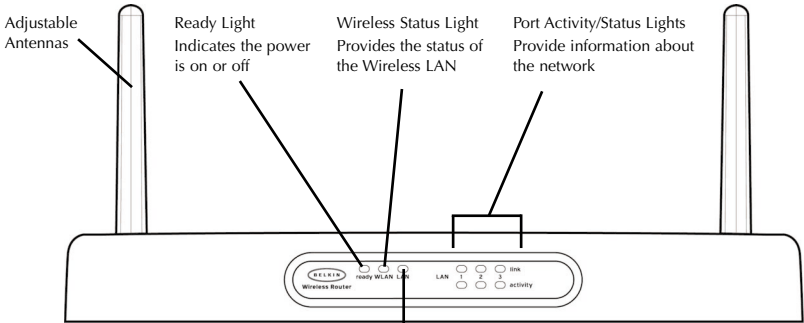 Adjustable
Antennas
Ready Light
Indicates the power
is on or off
Wireless Status Light
Provides the status of
the Wireless LAN
Port Activity/Status Lights
Provide information about
the network
BELKIN
Wireless Router
ready WLAN LAN
LAN 1 2 3 link
activity